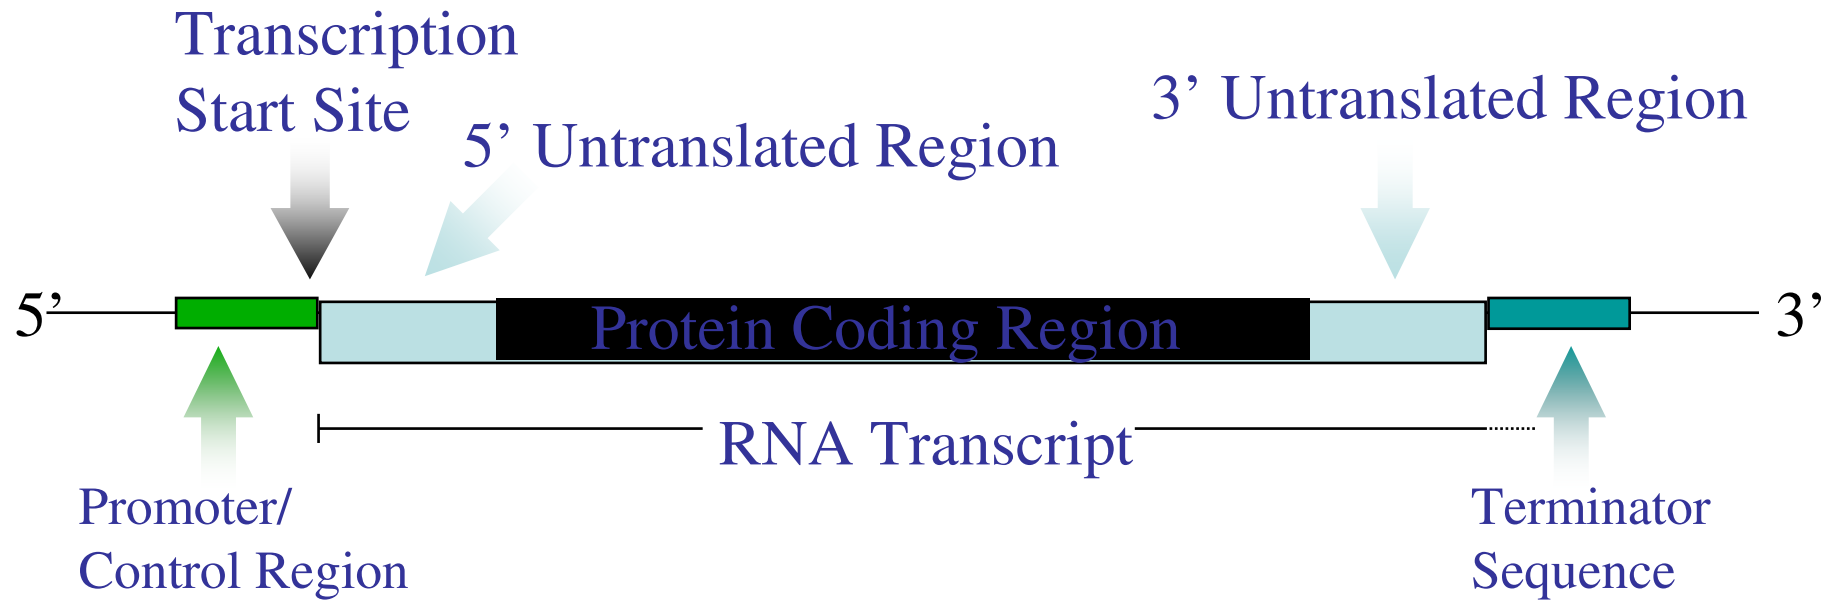 Transcription
Start Site
5’ Untranslated Region
3’ Untranslated Region
5’
Protein Coding Region
3’
RNA Transcript
Promoter/
Control Region
Terminator
Sequence